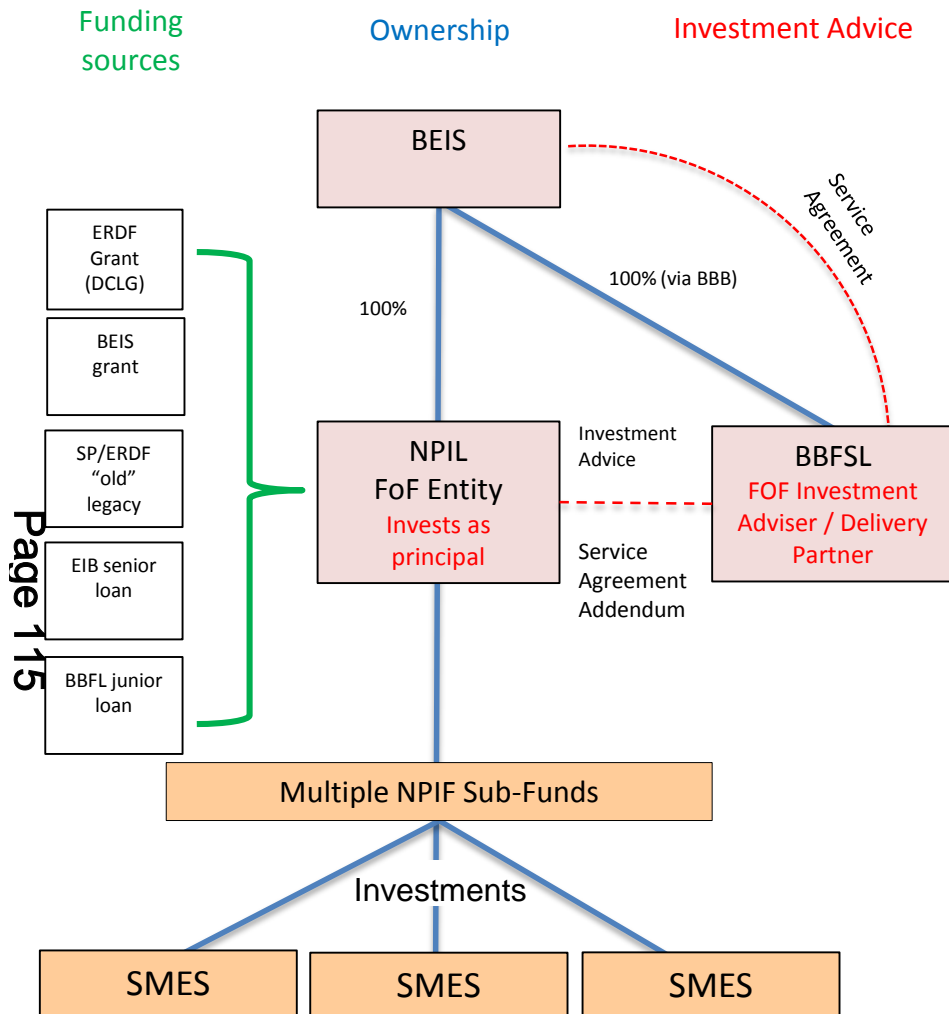 Funding
sources
Ownership
Investment Advice
BEIS
Service
Agreement
ERDF
Grant
(DCLG)
100%
100% (via BBB)
BEIS
grant
SP/ERDF
“old”
legacy
EIB senior
loan
BBFL junior
loan
Page 115
NPIL
FoF Entity
Invests as
principal
Investment
Advice
Service
Agreement
Addendum
BBFSL
FOF Investment
Adviser / Delivery
Partner
Multiple NPIF Sub-Funds
Investments
SMES
SMES
SMES